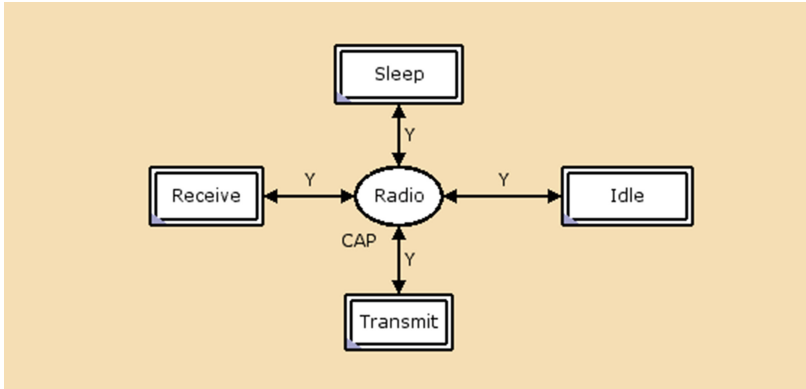 Sleep
Y
Receive
Y
Radio
Y
Idle
CAP
Y
Transmit